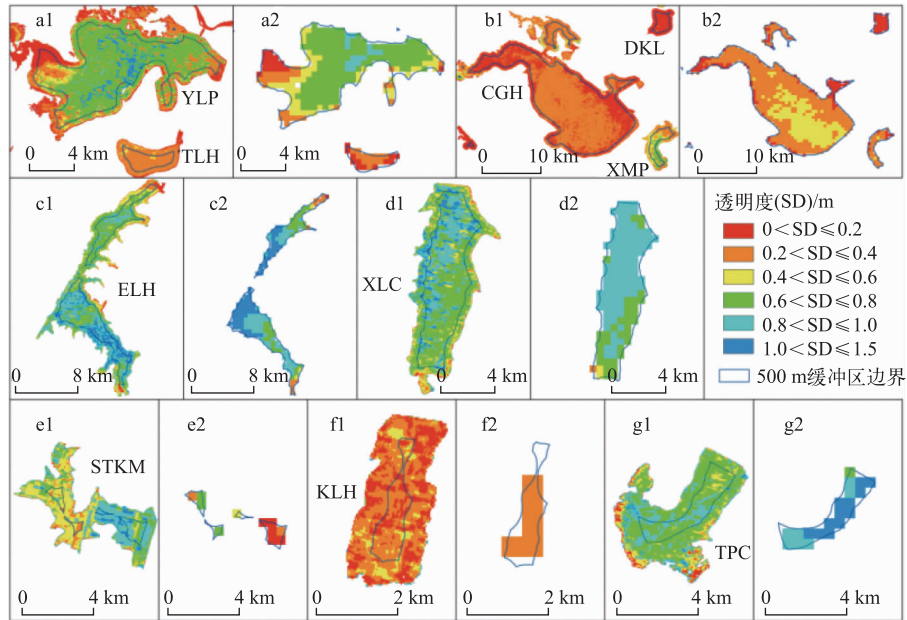 a1
YLP
TLH
0 4 km
a2
0 4 km
b1
DKL
CGH
XMP
0 10 km
b2
0 10 km
c1
ELH
0 8 km
c2
0 8 km
d1
XLC
0 4 km
d2
0 4 km
透明度(SD)/m
0<SD≤0.2
0.2<SD≤0.4
0.4<SD≤0.6
0.6<SD≤0.8
0.8<SD≤1.0
1.0<SD≤1.5
500 m缓冲区边界
e1
STKM
0 4 km
e2
0 4 km
f1
KLH
0 2 km
f2
0 2 km
g1
TPC
0 4 km
g2
0 4 km